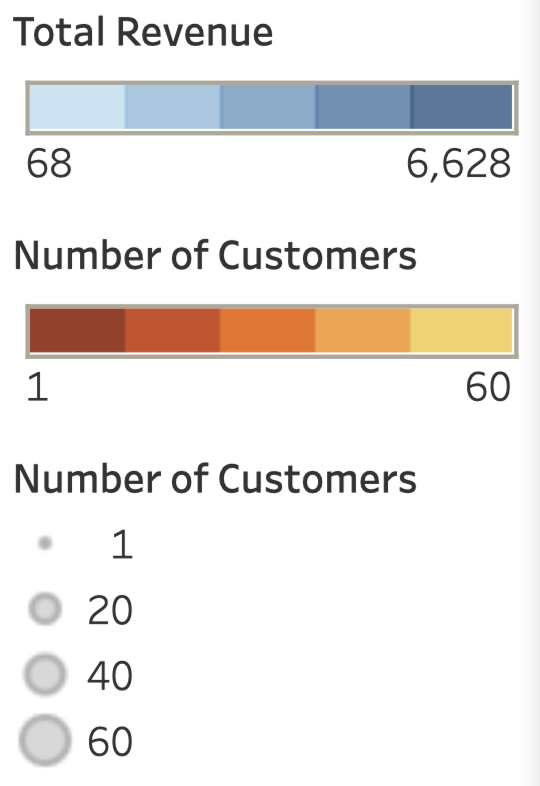 Total Revenue
68 6,628
Number of Customers
1 60
Number of Customers
1
20
40
60